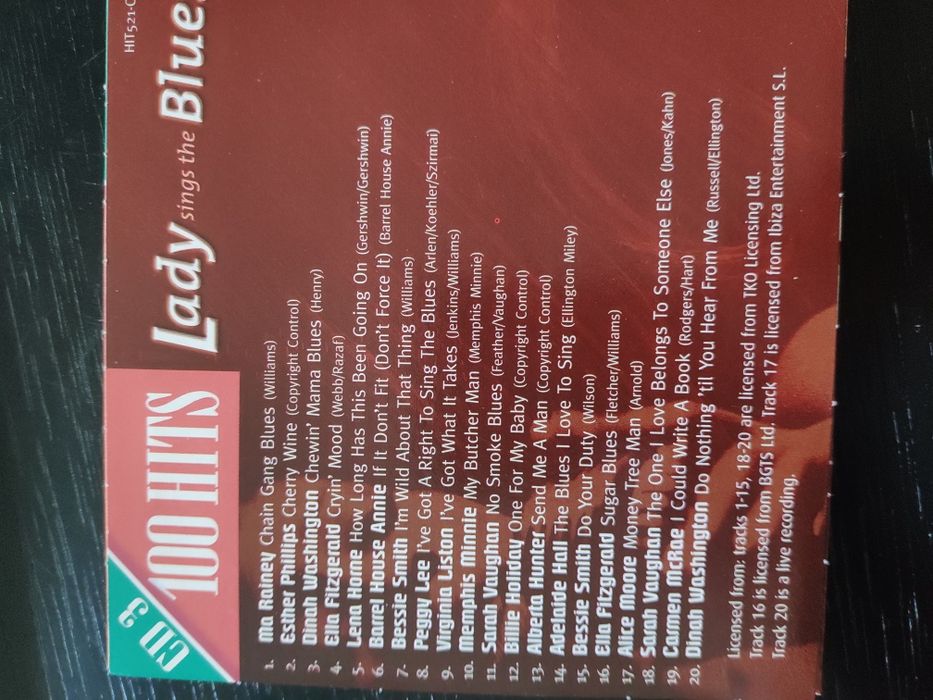 CD 3
100 HITS
Lady sings the Blues
HIT521-
1. Ma Rainey Chain Gang Blues (Williams)
2. Esther Phillips Cherry Wine (Copyright Control)
3. Dinah Washington Chewin' Mama Blues (Henry)
4. Ella Fitzgerald Cryin' Mood (Webb/Razaf)
5. Lena Horne How Long Has This Been Going On (Gershwin/Gershwin)
6. Barrel House Annie If It Don't Fit (Don't Force It) (Barrel House Annie)
7. Bessie Smith I'm Wild About That Thing (Williams)
8. Peggy Lee I've Got A Right To Sing The Blues (Arlen/Koehler/Szirmai)
9. Virginia Liston I've Got What It Takes (Jenkins/Williams)
10. Memphis Minnie My Butcher Man (Memphis Minnie)
11. Sarah Vaughan No Smoke Blues (Feather/Vaughan)
12. Billie Holiday One For My Baby (Copyright Control)
13. Alberta Hunter Send Me A Man (Copyright Control)
14. Adelaide Hall The Blues I Love To Sing (Ellington Miley)
15. Bessie Smith Do Your Duty (Wilson)
16. Ella Fitzgerald Sugar Blues (Fletcher/Williams)
17. Alice Moore Money Tree Man (Arnold)
18. Sarah Vaughan The One I Love Belongs To Someone Else (Jones/Kahn)
19. Carmen McRae I Could Write A Book (Rodgers/Hart)
20. Dinah Washington Do Nothing 'til You Hear From Me (Russell/Ellington)
Licensed from: tracks 1-15, 18-20 are licensed from TKO Licensing Ltd.
Track 16 is licensed from BGTS Ltd. Track 17 is licensed from Ibiza Entertainment S.L.
Track 20 is a live recording.